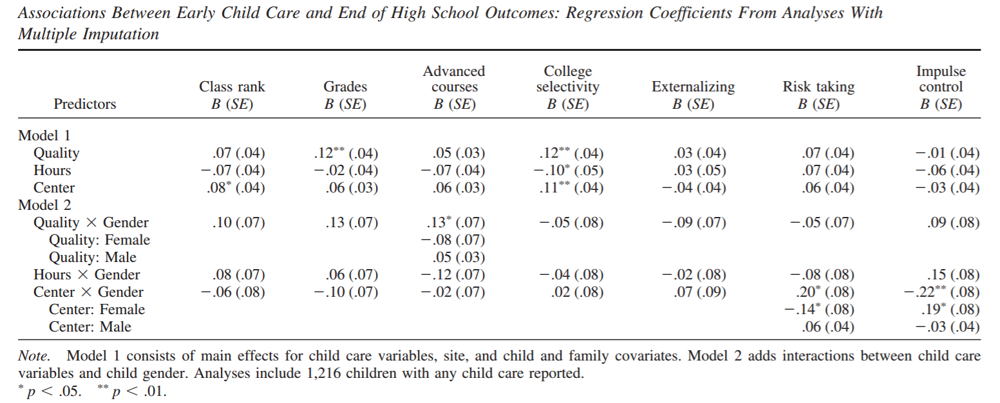 Associations Between Early Child Care and End of High School Outcomes: Regression Coefficients From Analyses With
Multiple Imputation
Advanced College Impulse
Class rank Grades courses selectivity Externalizing Risk taking control
Predictors B (SE) B (SE) B (SE) B (SE) B (SE) B (SE) B (SE)
Model 1
Quality .07 (.04) .12** (.04) .05 (.03) .12** (.04) .03 (.04) .07 (.04) −.01 (.04)
Hours −.07 (.04) −.02 (.04) −.07 (.04) −.10* (.05) .03 (.05) .07 (.04) −.06 (.04)
Center .08* (.04) .06 (.03) .06 (.03) .11** (.04) −.04 (.04) .06 (.04) −.03 (.04)
Model 2
Quality × Gender .10 (.07) .13 (.07) .13* (.07) −.05 (.08) −.09 (.07) −.05 (.07) .09 (.08)
Quality: Female −.08 (.07)
Quality: Male .05 (.03)
Hours × Gender .08 (.07) .06 (.07) −.12 (.07) −.04 (.08) −.02 (.08) −.08 (.08) .15 (.08)
Center × Gender −.06 (.08) −.10 (.07) −.02 (.07) .02 (.08) .07 (.09) .20* (.08) −.22** (.08)
Center: Female −.14* (.08) .19* (.08)
Center: Male .06 (.04) −.03 (.04)
Note. Model 1 consists of main effects for child care variables, site, and child and family covariates. Model 2 adds interactions between child care
variables and child gender. Analyses include 1,216 children with any child care reported.
* p < .05. ** p < .01.